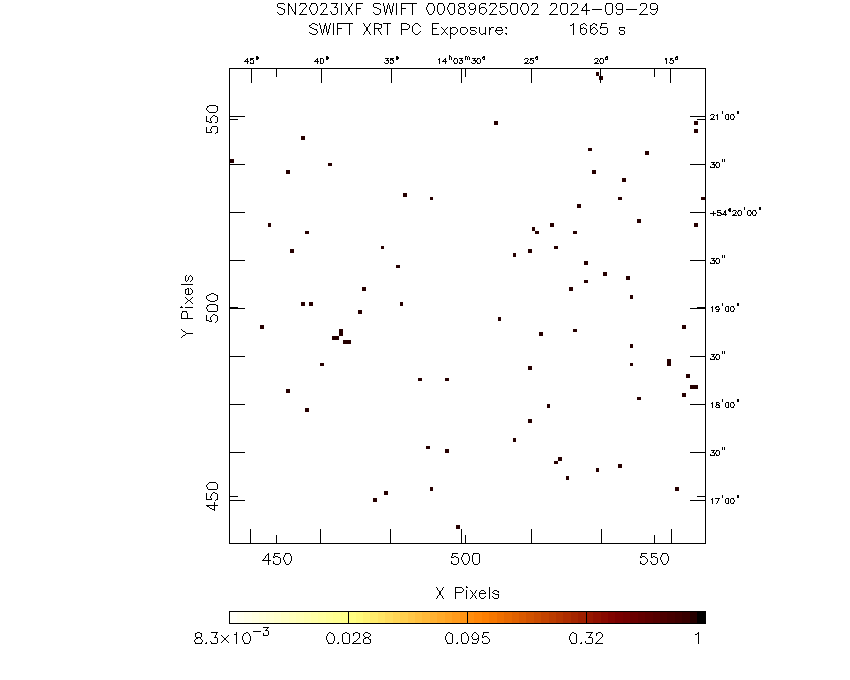 SN2023IXF SWIFT 00089625002 2024-09-29
SWIFT XRT PC Exposure: 1665 s
45ˢ 40ˢ 35ˢ 14ʰ03ᵐ30ˢ 25ˢ 20ˢ 15ˢ
550 500 450
Y Pixels
21'00"
30"
+54°20'00"
30"
19'00"
30"
18'00"
30"
17'00"
450 500 550
X Pixels
8.3×10⁻³ 0.028 0.095 0.32 1